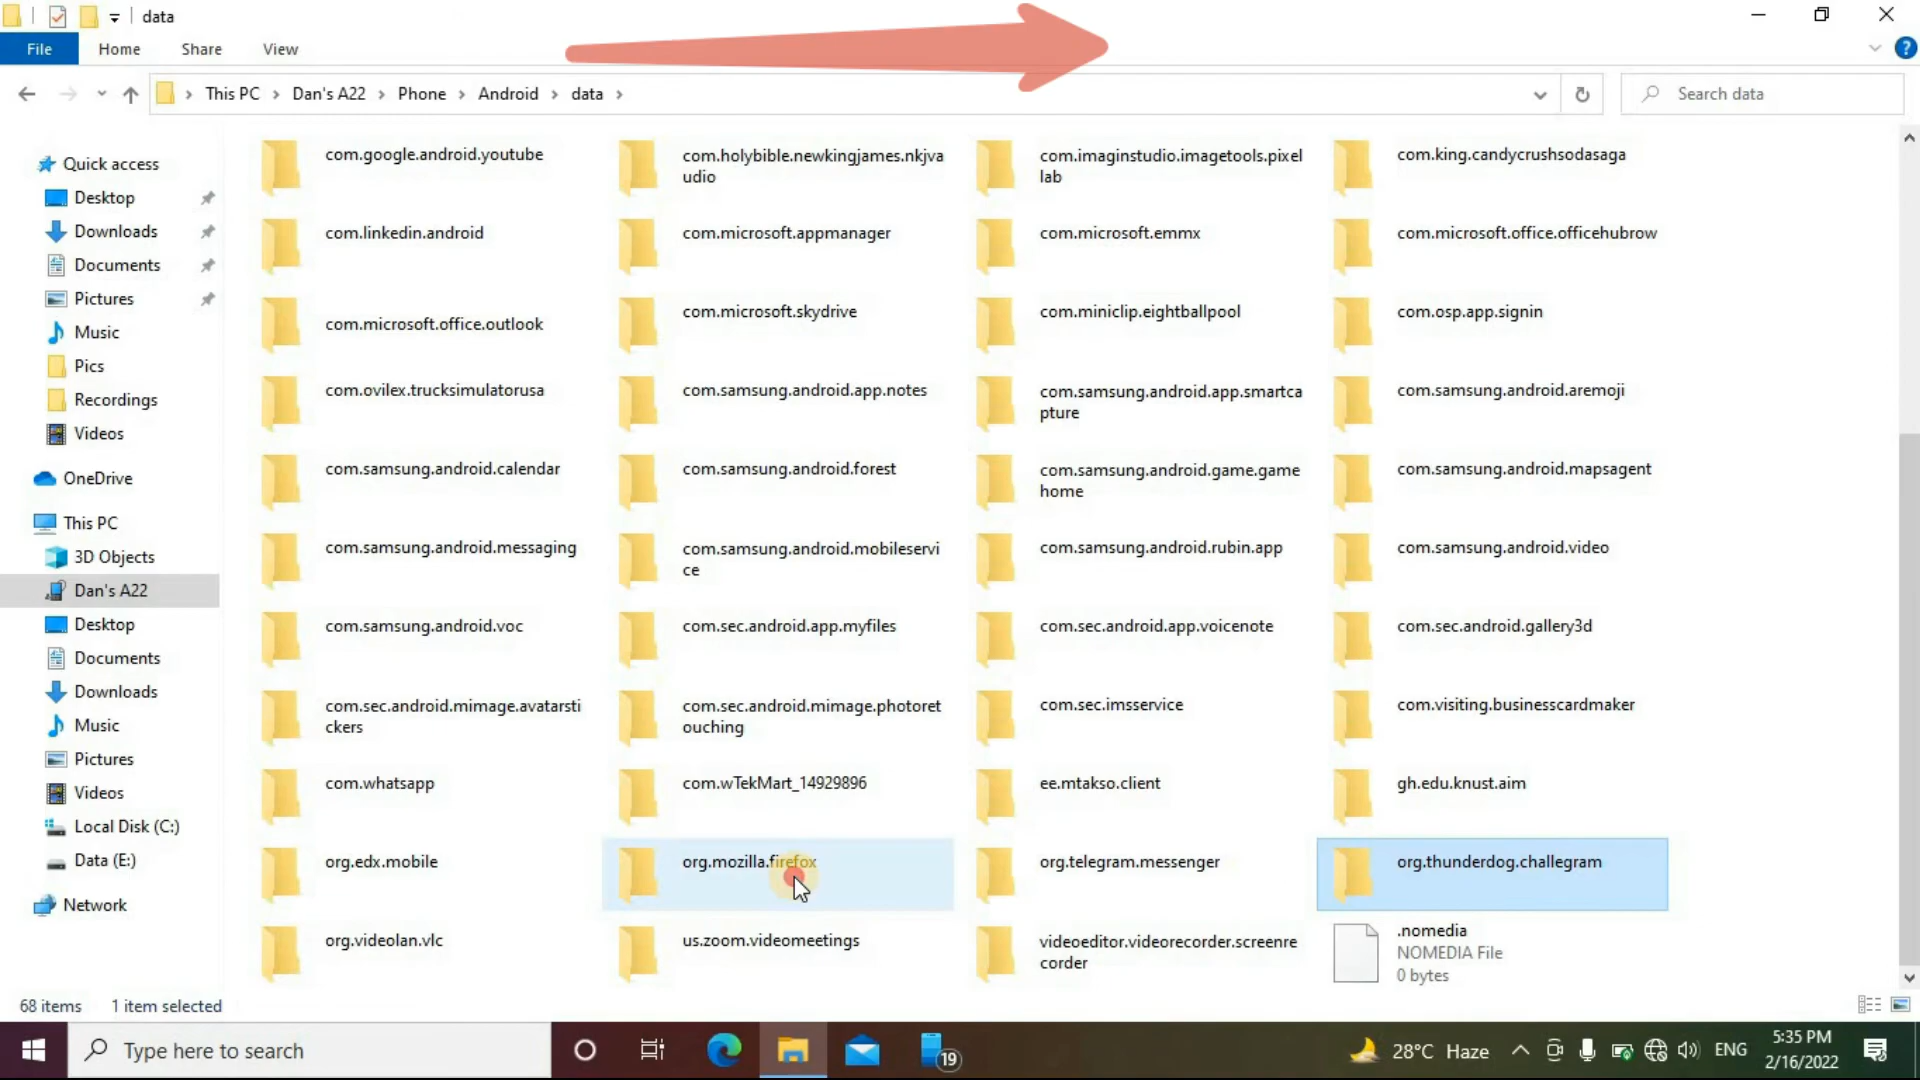 data
File Home Share View
This PC Dan's A22 Phone Android data
Search data
Quick access
Desktop
Downloads
Documents
Pictures
Music
Pics
Recordings
Videos
OneDrive
This PC
3D Objects
Dan's A22
Desktop
Documents
Downloads
Music
Pictures
Videos
Local Disk (C:)
Data (E:)
Network
com.google.android.youtube
com.holybible.newkingjames.nkjva
udio
com.imaginstudio.imagetools.pixel
lab
com.king.candycrushsodasaga
com.linkedin.android
com.microsoft.appmanager
com.microsoft.emmx
com.microsoft.office.officehubrow
com.microsoft.office.outlook
com.microsoft.skydrive
com.miniclip.eightballpool
com.osp.app.signin
com.ovilex.trucksimulatorusa
com.samsung.android.app.notes
com.samsung.android.app.smartca
pture
com.samsung.android.aremoji
com.samsung.android.calendar
com.samsung.android.forest
com.samsung.android.game.game
home
com.samsung.android.mapsagent
com.samsung.android.messaging
com.samsung.android.mobileservi
ce
com.samsung.android.rubin.app
com.samsung.android.video
com.samsung.android.voc
com.sec.android.app.myfiles
com.sec.android.app.voicenote
com.sec.android.gallery3d
com.sec.android.mimage.avatarsti
ckers
com.sec.android.mimage.photoret
ouching
com.sec.imsservice
com.visiting.businesscardmaker
com.whatsapp
com.wTekMart_14929896
ee.mtakso.client
gh.edu.knust.aim
org.edx.mobile
org.mozilla.firefox
org.telegram.messenger
org.thunderdog.challegram
org.videolan.vlc
us.zoom.videomeetings
videoeditor.videorecorder.screenre
corder
.nomedia
NOMEDIA File
0 bytes
68 items 1 item selected
Type here to search
19
28°C Haze
ENG
5:35 PM
2/16/2022